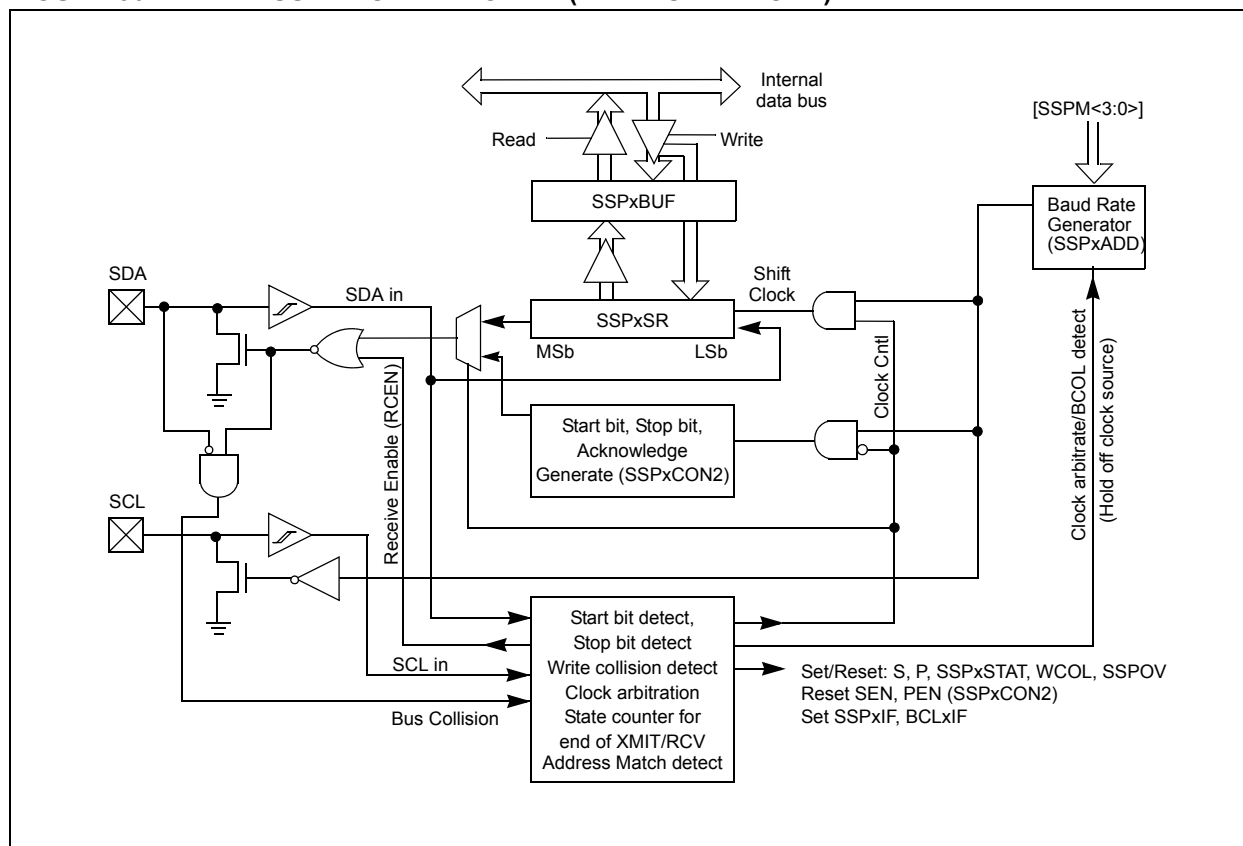 Internal
data bus
[SSPM<3:0>]
Read
Write
SSPxBUF
Baud Rate
Generator
(SSPxADD)
SDA
SDA in
Shift
Clock
SSPxSR
MSb
LSb
Receive Enable (RCEN)
Clock Cntl
Clock arbitrate/BCOL detect
(Hold off clock source)
Start bit, Stop bit,
Acknowledge
Generate (SSPxCON2)
SCL
SCL in
Bus Collision
Start bit detect,
Stop bit detect
Write collision detect
Clock arbitration
State counter for
end of XMIT/RCV
Address Match detect
Set/Reset: S, P, SSPxSTAT, WCOL, SSPOV
Reset SEN, PEN (SSPxCON2)
Set SSPxIF, BCLxIF